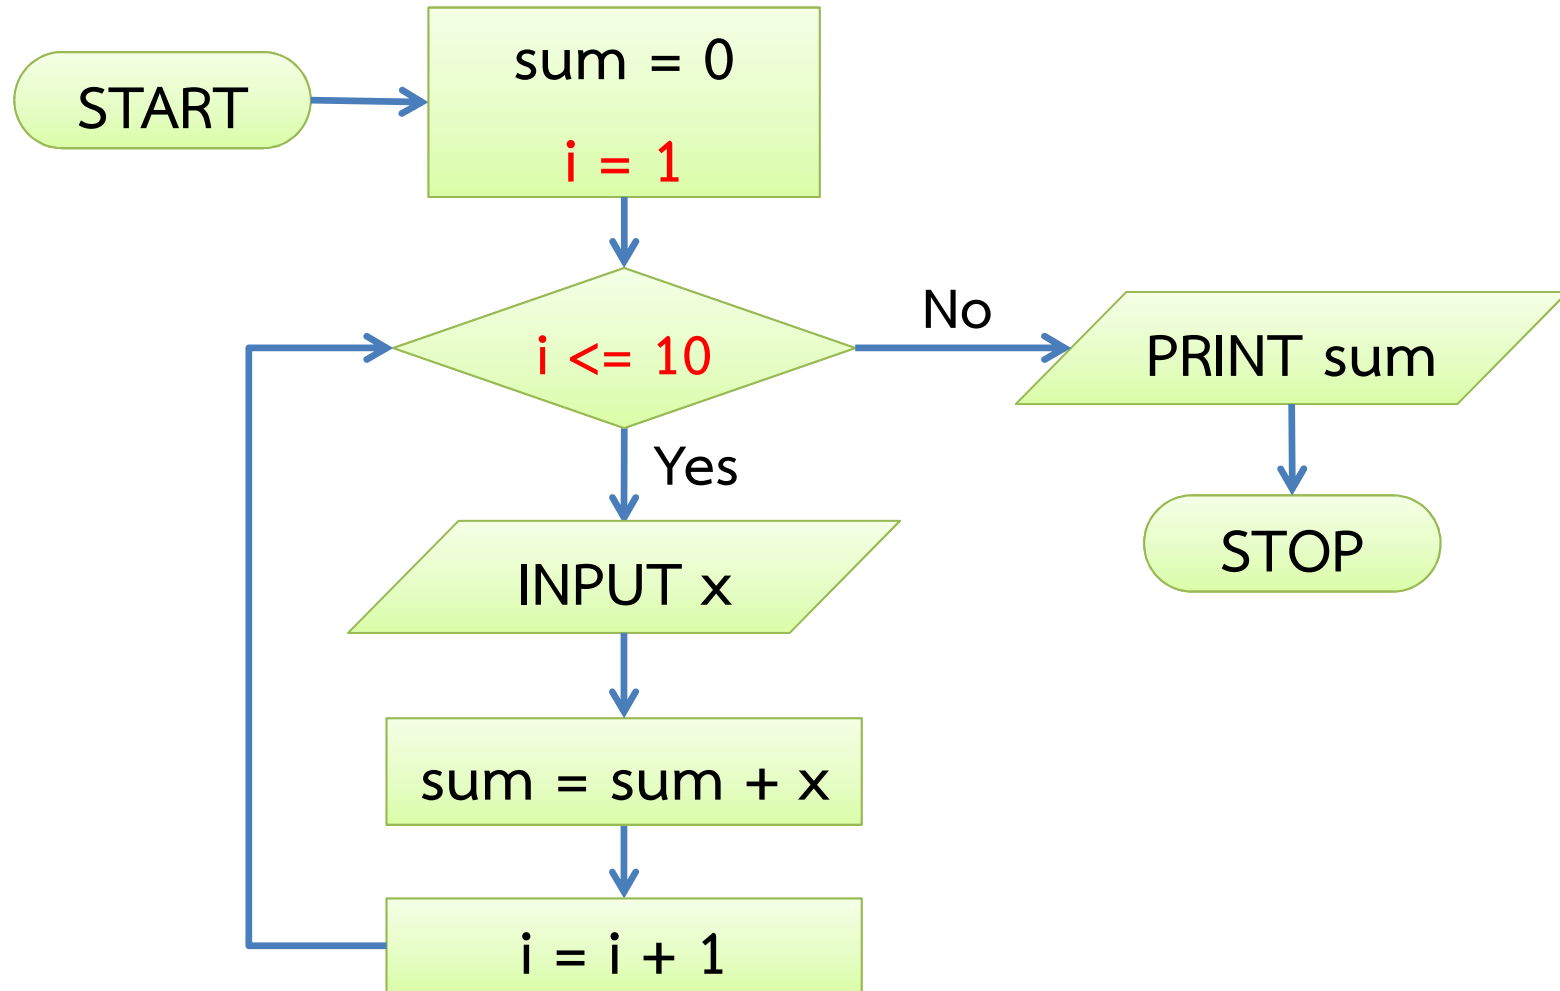 START
sum = 0
i = 1
i <= 10
No
PRINT sum
Yes
STOP
INPUT x
sum = sum + x
i = i + 1